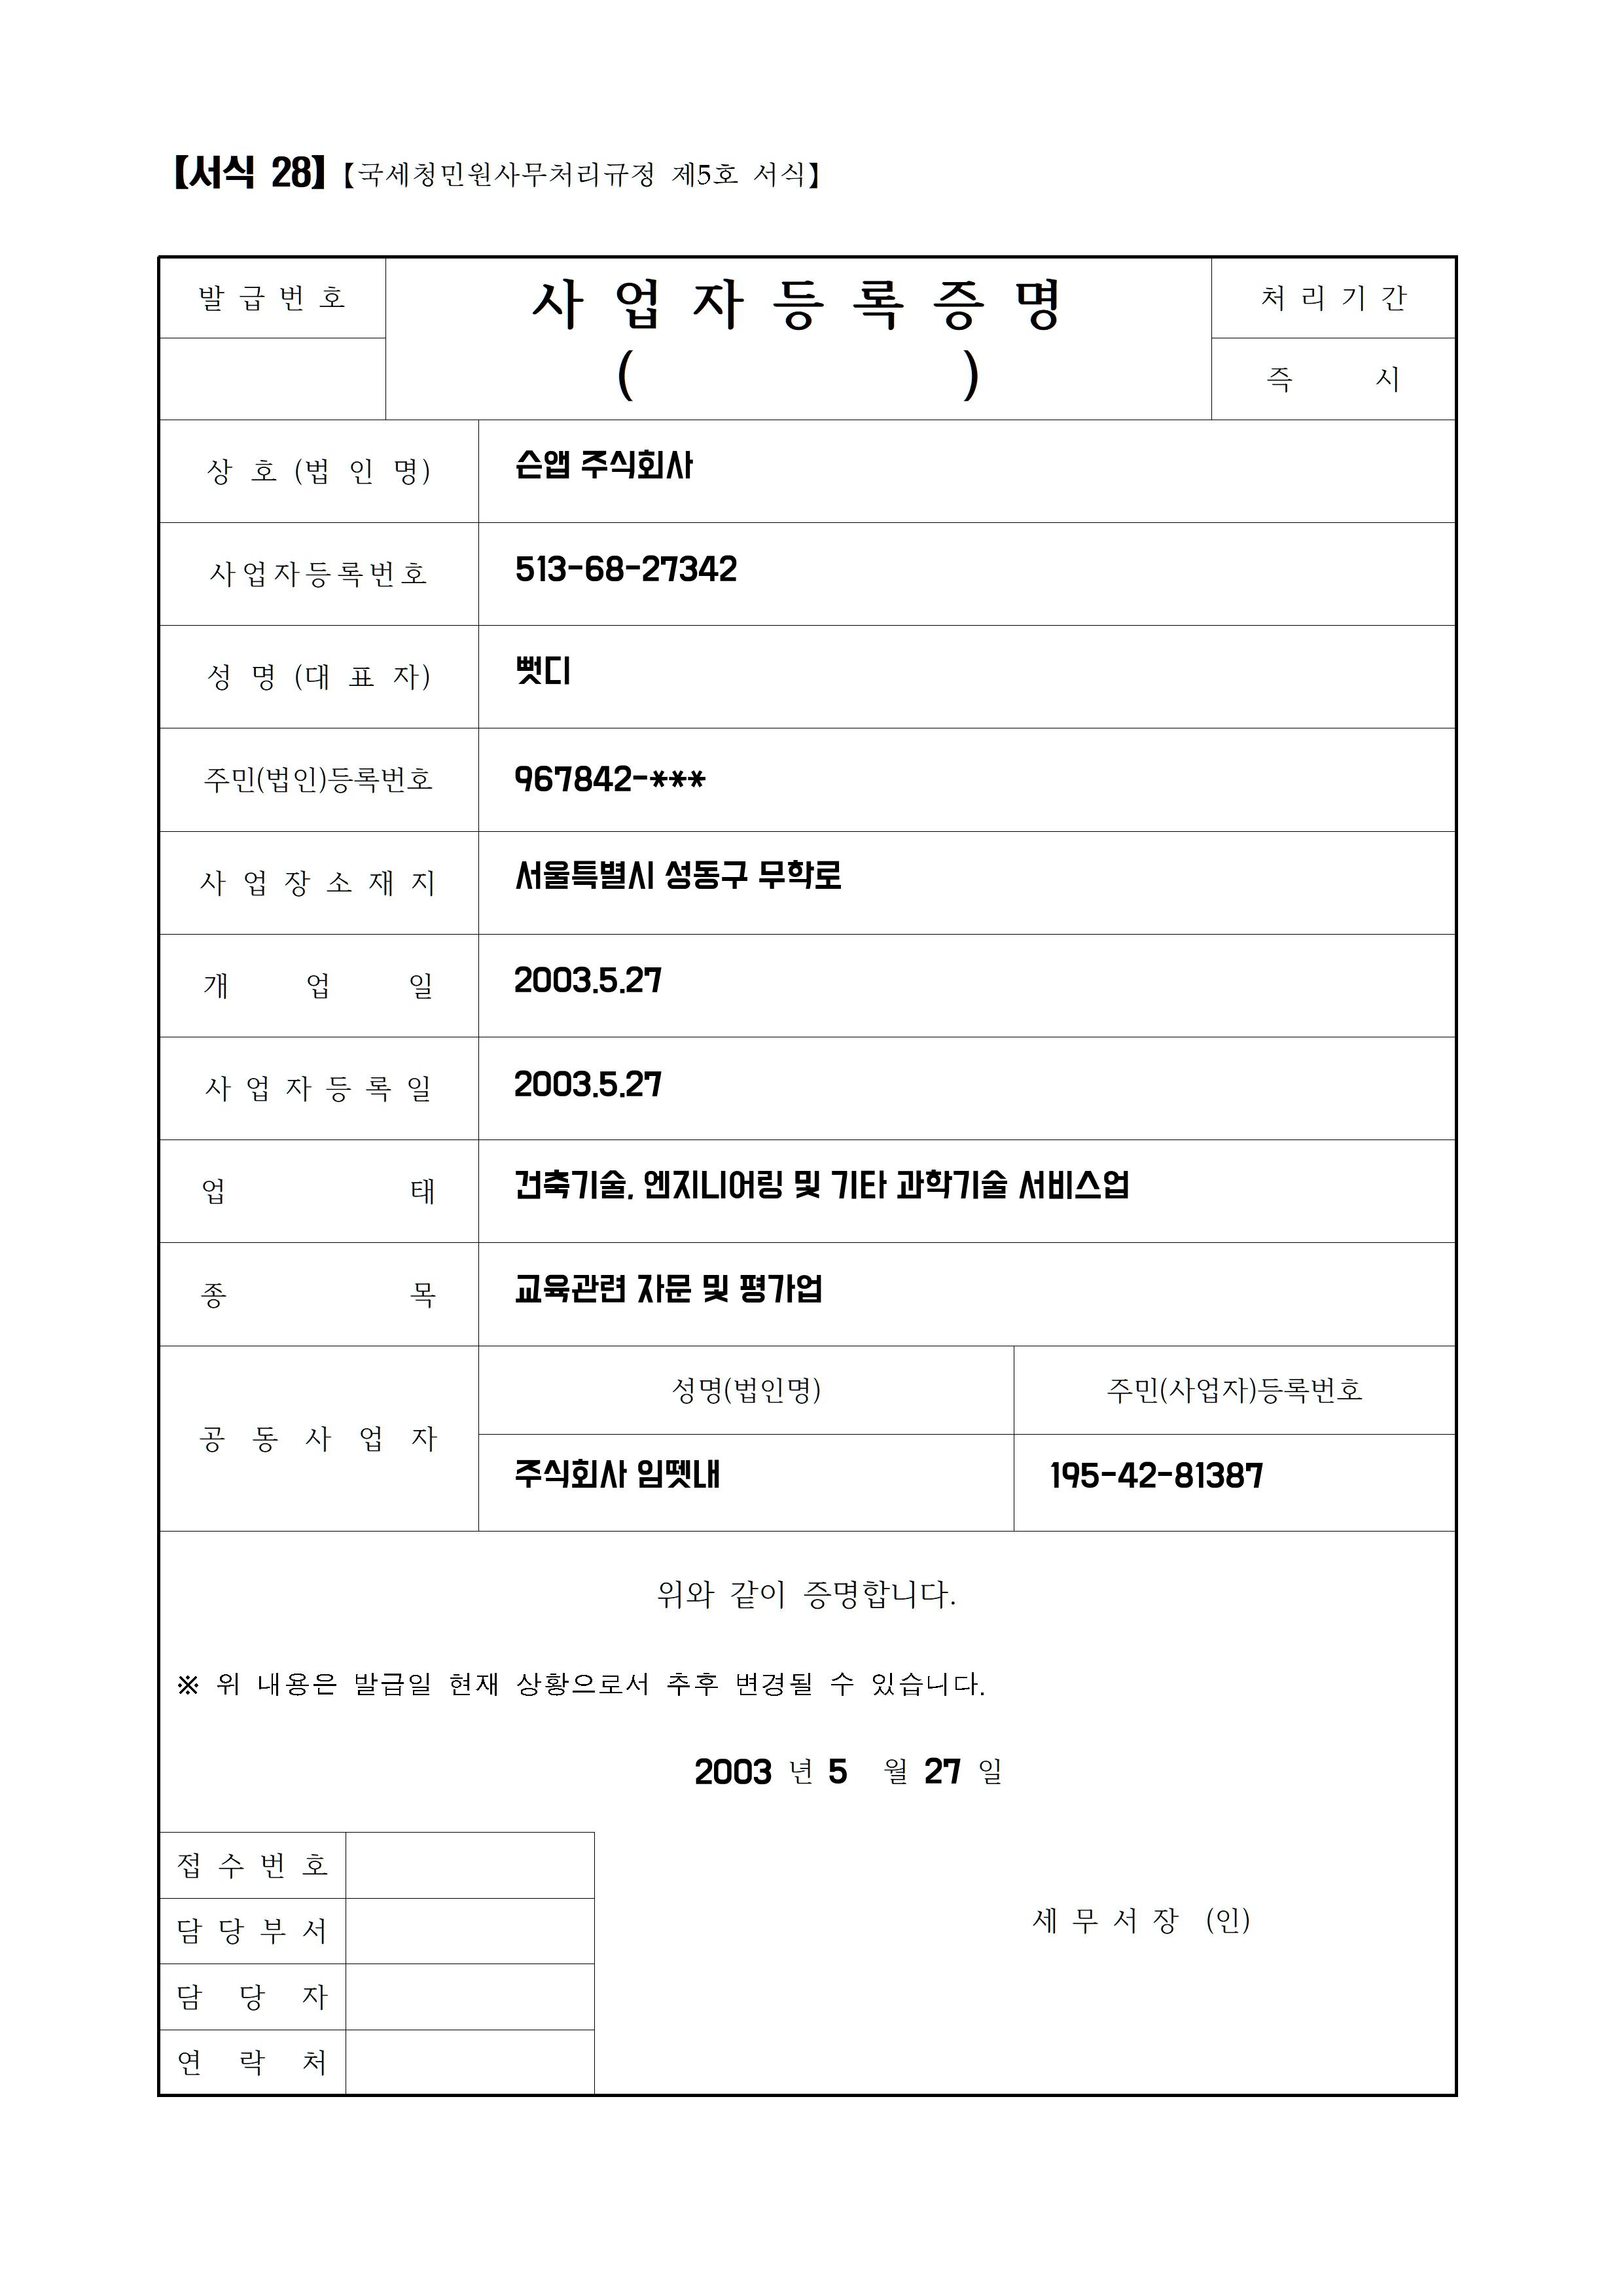 【서식 28】【국세청민원사무처리규정 제5호 서식】
발급번호
사업자등록증명
( )
처리기간
즉 시
상 호 (법 인 명) 슨앱 주식회사
사업자등록번호 513-68-27342
성 명 (대 표 자) 뻣디
주민(법인)등록번호 967842-***
사 업 장 소 재 지 서울특별시 성동구 무학로
개 업 일 2003.5.27
사 업 자 등 록 일 2003.5.27
업 태 건축기술, 엔지니어링 및 기타 과학기술 서비스업
종 목 교육관련 자문 및 평가업
공 동 사 업 자
성명(법인명) 주민(사업자)등록번호
주식회사 임뗏내 195-42-81387
위와 같이 증명합니다.
※ 위 내용은 발급일 현재 상황으로서 추후 변경될 수 있습니다.
2003 년 5 월 27 일
접 수 번 호
담 당 부 서
세 무 서 장 (인)
담 당 자
연 락 처